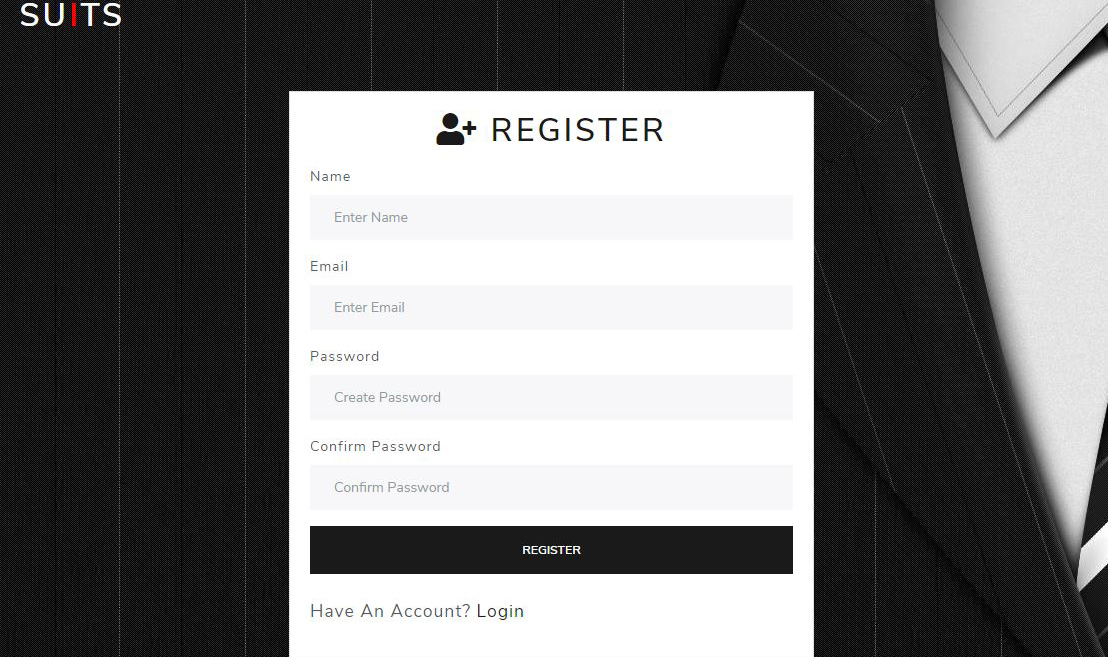 SUITS
REGISTER
Name
Enter Name
Email
Enter Email
Password
Create Password
Confirm Password
Confirm Password
REGISTER
Have An Account? Login